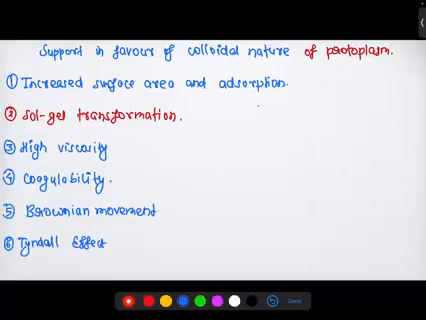 Support in favour of colloidal nature of protoplasm.
① Increased surface area and adsorption.
② Sol-gel transformation.
③ High viscosity
④ Coagulability.
⑤ Brownian movement
⑥ Tyndall Effect
Done